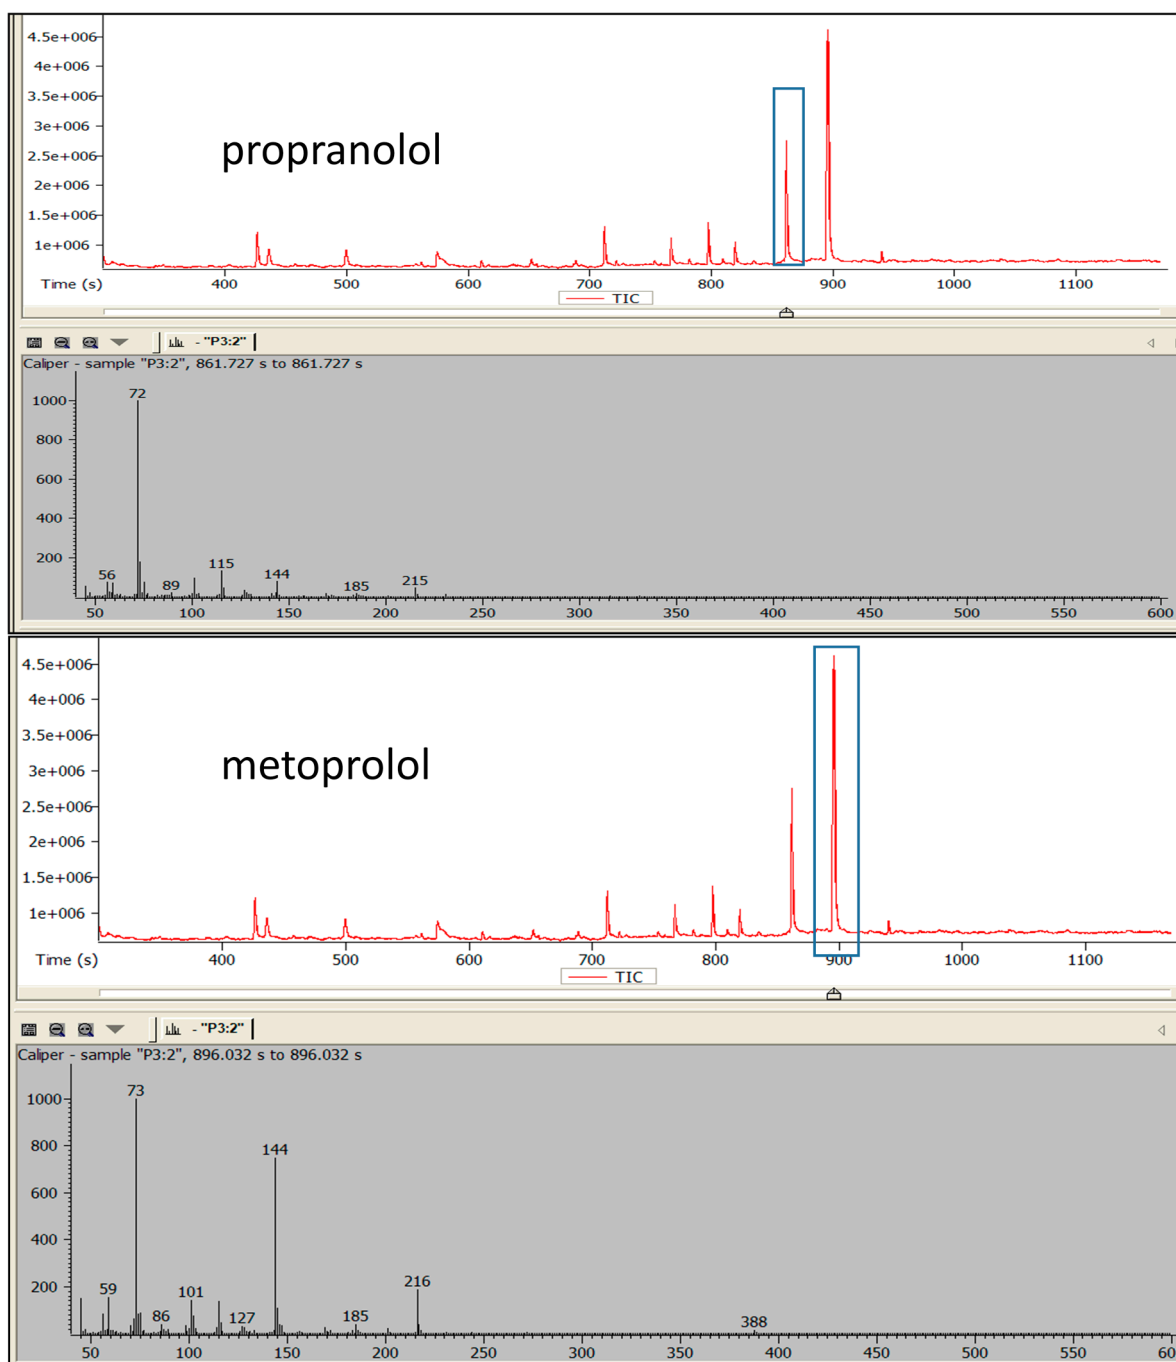 4.5e+006
4e+006
3.5e+006
3e+006
2.5e+006
2e+006
1.5e+006
1e+006
propranolol
Time (s) 400 500 600 700 800 900 1000 1100
TIC
- "P3:2"
Caliper - sample "P3:2", 861.727 s to 861.727 s
1000
800
600
400
200
72
56 89 115 144 185 215
50 100 150 200 250 300 350 400 450 500 550 600
4.5e+006
4e+006
3.5e+006
3e+006
2.5e+006
2e+006
1.5e+006
1e+006
metoprolol
Time (s) 400 500 600 700 800 900 1000 1100
TIC
- "P3:2"
Caliper - sample "P3:2", 896.032 s to 896.032 s
1000
800
600
400
200
73
144
59 86 101 127 185 216 388
50 100 150 200 250 300 350 400 450 500 550 60